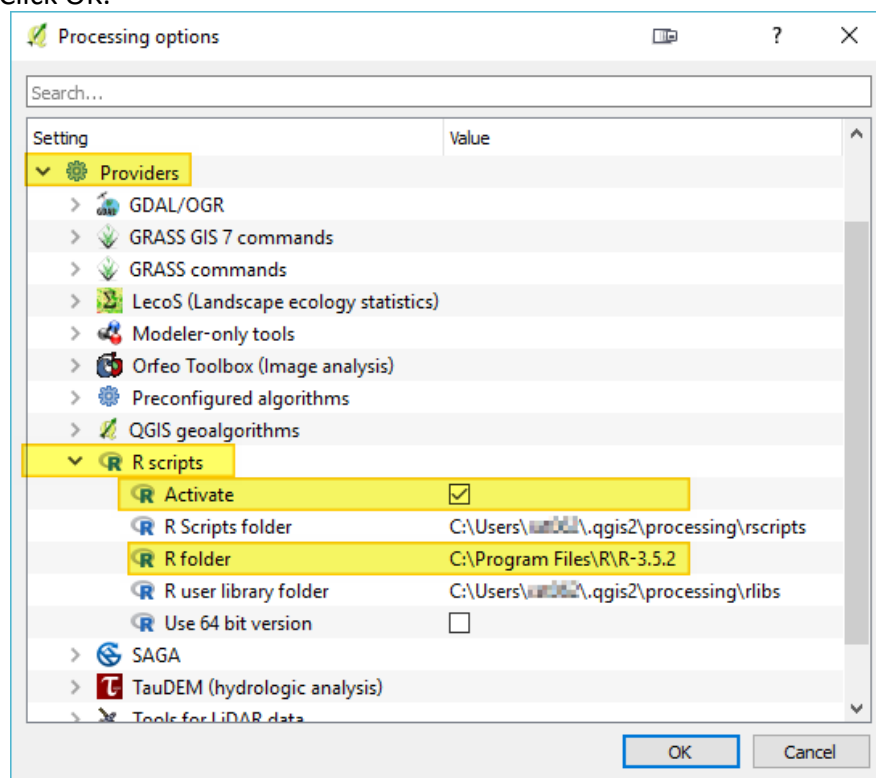 Click OK.
Processing options ?
Search...
Setting Value
Providers
GDAL/OGR
GRASS GIS 7 commands
GRASS commands
LecoS (Landscape ecology statistics)
Modeler-only tools
Orfeo Toolbox (Image analysis)
Preconfigured algorithms
QGIS geoalgorithms
R scripts
Activate
R Scripts folder C:\Users\ \.qgis2\processing\rscripts
R folder C:\Program Files\R\R-3.5.2
R user library folder C:\Users\ \.qgis2\processing\rlibs
Use 64 bit version
SAGA
TauDEM (hydrologic analysis)
Tools for LiDAR data
OK Cancel